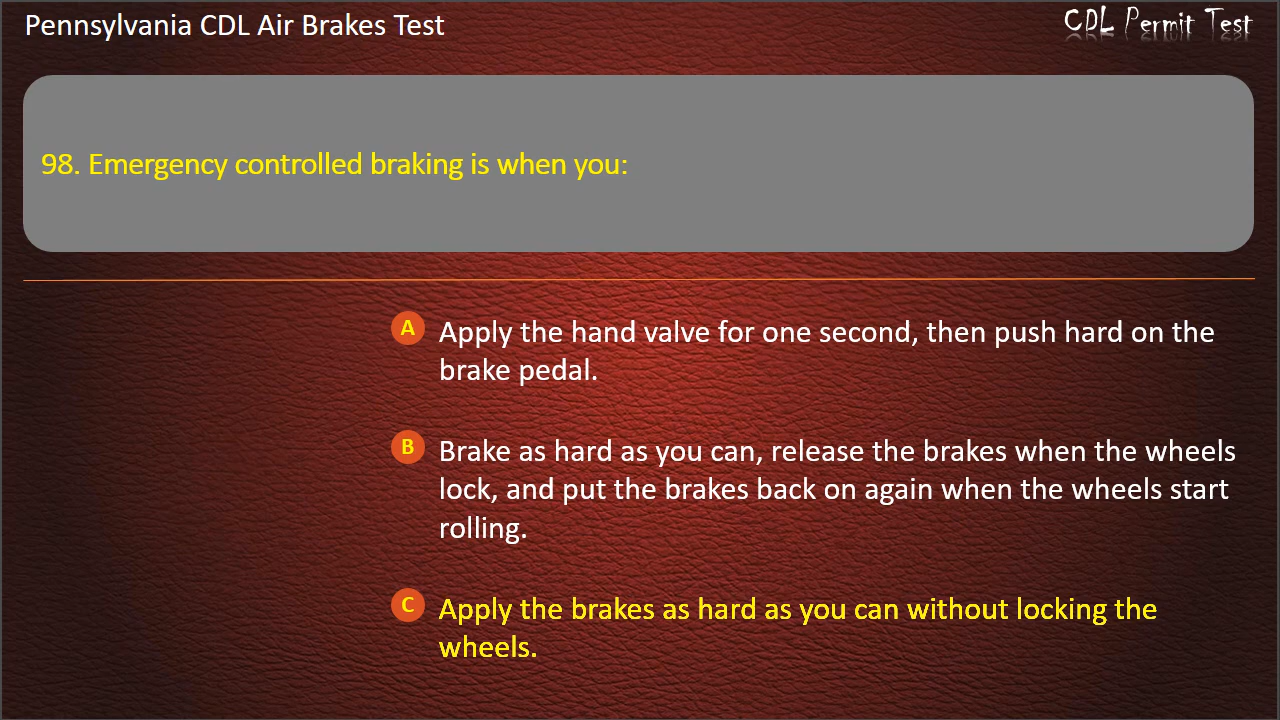 Pennsylvania CDL Air Brakes Test
CDL Permit Test
98. Emergency controlled braking is when you:
A Apply the hand valve for one second, then push hard on the
brake pedal.
B Brake as hard as you can, release the brakes when the wheels
lock, and put the brakes back on again when the wheels start
rolling.
C Apply the brakes as hard as you can without locking the
wheels.